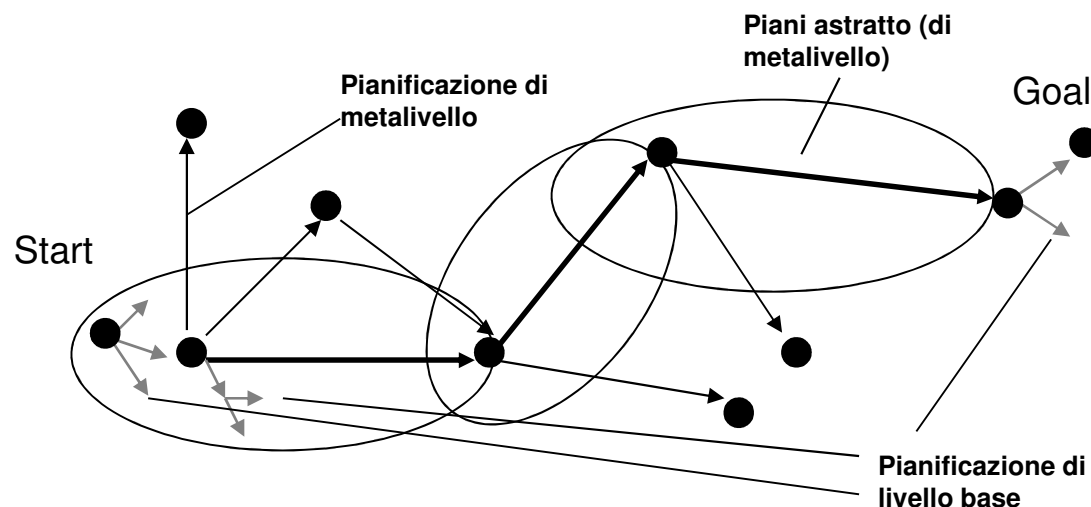 Piani astratto (di
metalivello)
Pianificazione di
metalivello
Goal
Start
Pianificazione di
livello base